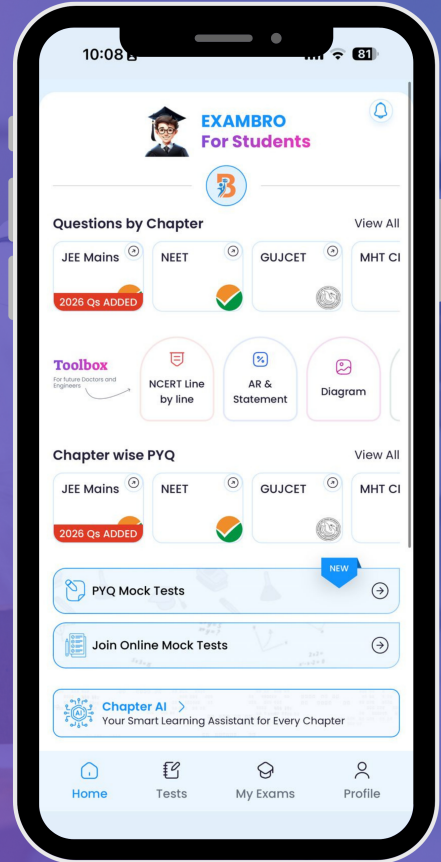 10:08
81
EXAMBRO
For Students
B
Questions by Chapter
View All
JEE Mains
NEET
GUJCET
2026 Qs ADDED
Toolbox
For future Doctors and
Engineers
NCERT Line
by line
AR &
Statement
Diagram
Chapter wise PYQ
View All
JEE Mains
NEET
GUJCET
2026 Qs ADDED
NEW
PYQ Mock Tests
Join Online Mock Tests
AI
Chapter AI
Your Smart Learning Assistant for Every Chapter
Home
Tests
My Exams
Profile